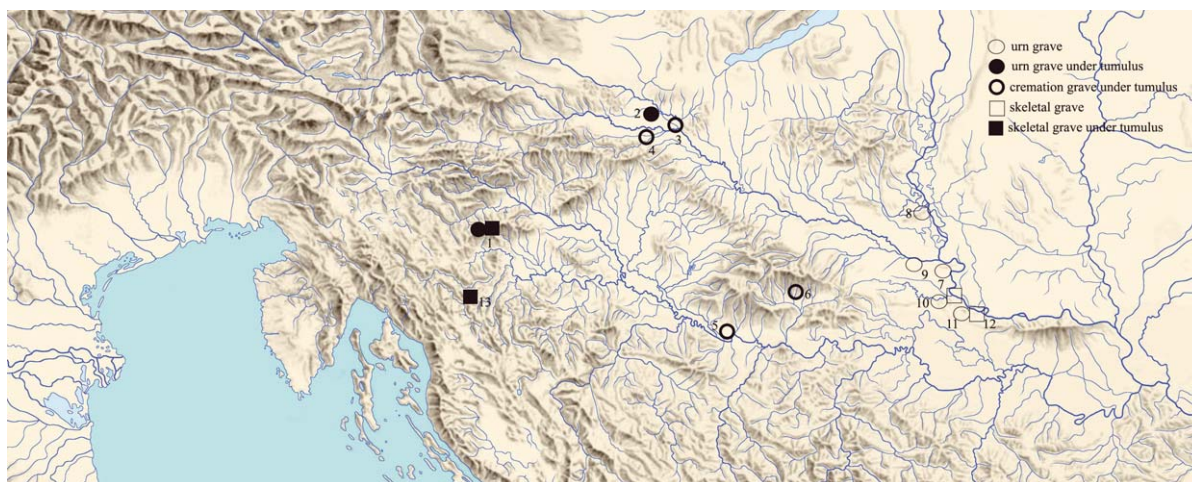 urn grave
urn grave under tumulus
cremation grave under tumulus
skeletal grave
skeletal grave under tumulus
2
3
4
8
1
9
7
6
13
10
11
12
5